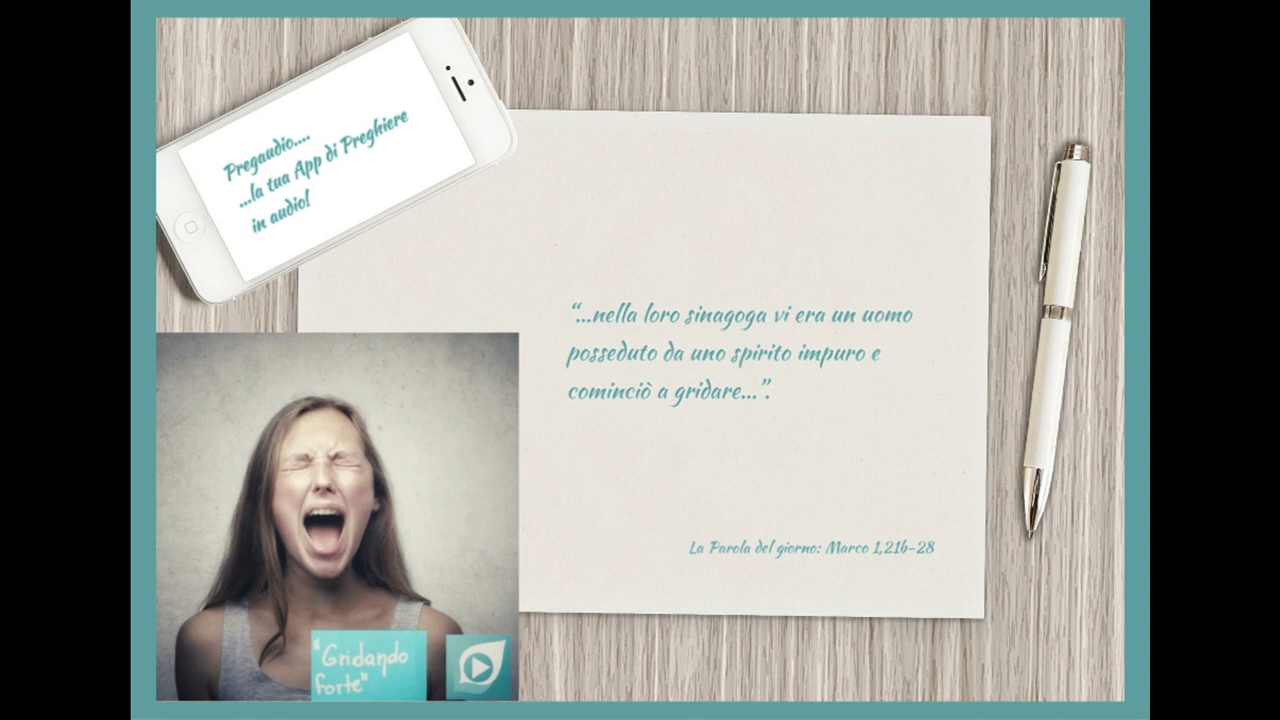 Pregaudio....
...la tua App di Preghiere
in audio!
“...nella loro sinagoga vi era un uomo
posseduto da uno spirito impuro e
cominciò a gridare...”.
La Parola del giorno: Marco 1,21b-28
"Gridando
forte"